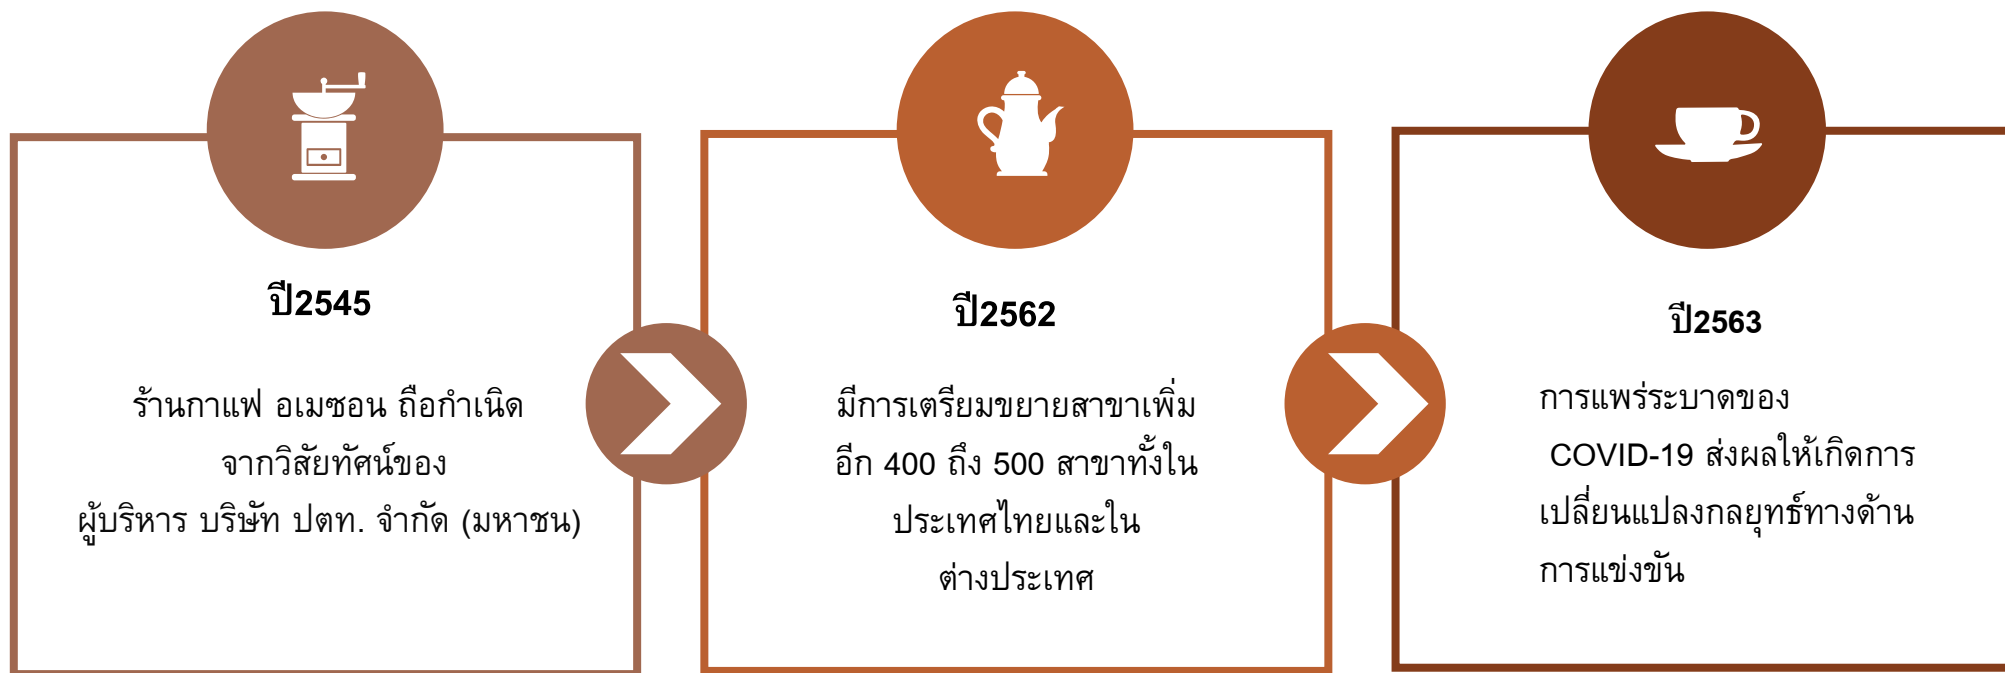 ปี2545
ร้านกาแฟ อเมซอน ถือกำเนิด
จากวิสัยทัศน์ของ
ผู้บริหาร บริษัท ปตท. จำกัด (มหาชน)
ปี2562
มีการเตรียมขยายสาขาเพิ่ม
อีก 400 ถึง 500 สาขาทั้งใน
ประเทศไทยและใน
ต่างประเทศ
ปี2563
การแพร่ระบาดของ
COVID-19 ส่งผลให้เกิดการ
เปลี่ยนแปลงกลยุทธ์ทางด้าน
การแข่งขัน